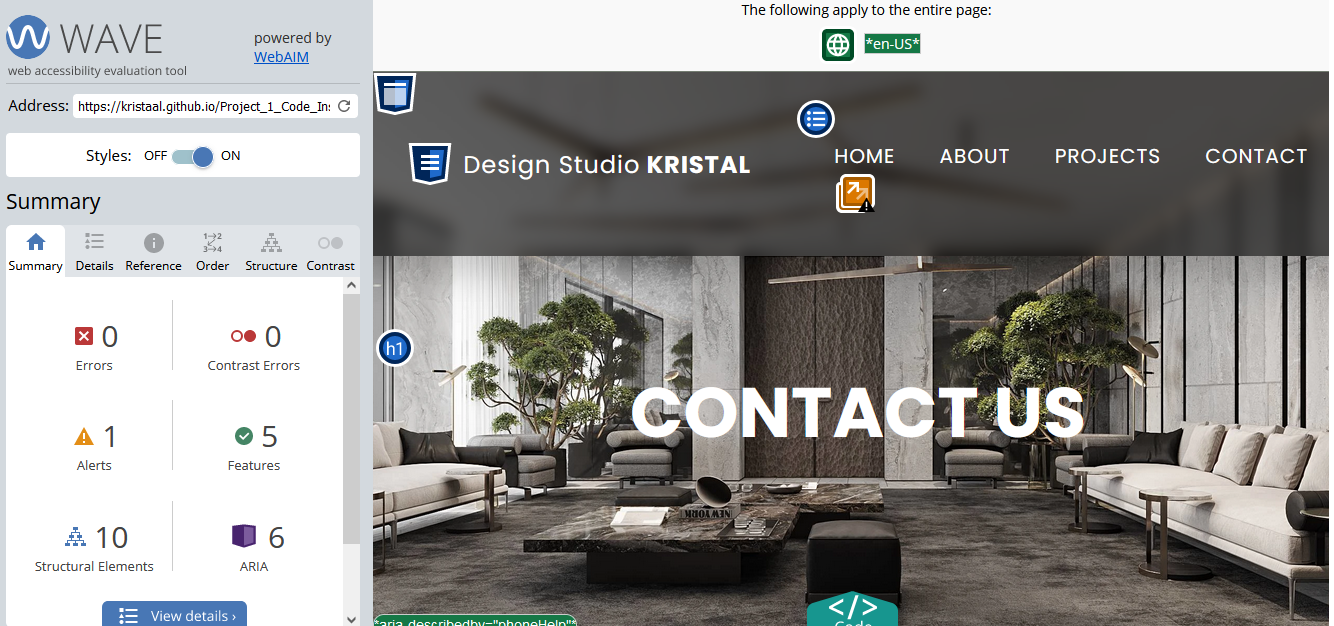 WAVE
powered by
WebAIM
web accessibility evaluation tool
Address: https://kristaal.github.io/Project_1_Code_Ins
Styles: OFF ON
Summary
Summary Details Reference Order Structure Contrast
0
Errors
0
Contrast Errors
1
Alerts
5
Features
10
Structural Elements
6
ARIA
View details ›
The following apply to the entire page:
*en-US*
Design Studio KRISTAL
HOME ABOUT PROJECTS CONTACT
h1
CONTACT US
NEW YORK
</>
Code
*aria-describedby="phoneHelp"*